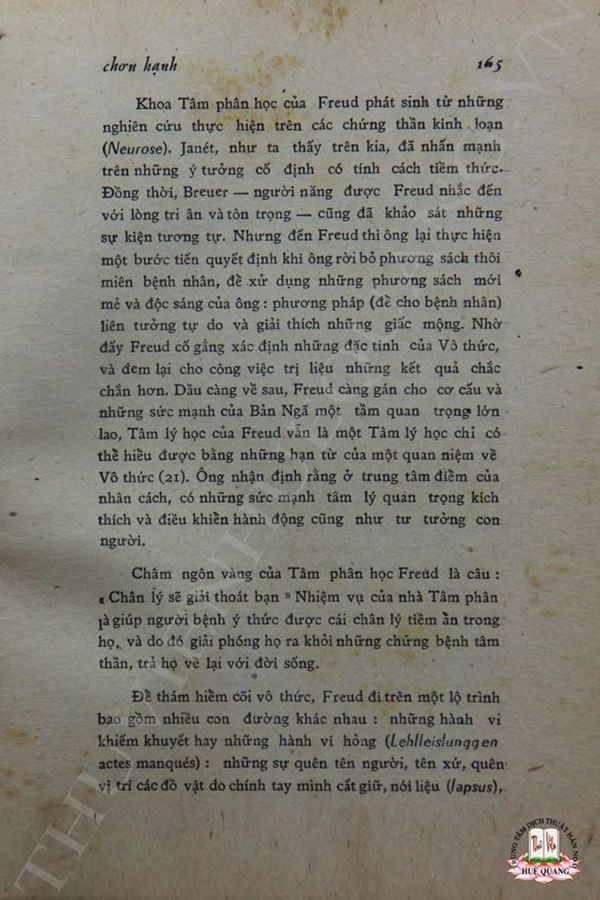 chơn hạnh 165
Khoa Tâm phân học của Freud phát sinh từ những
nghiên cứu thực hiện trên các chứng thần kinh loạn
(Neurose). Janét, như ta thấy trên kia, đã nhấn mạnh
trên những ý tưởng cố định có tính cách tiềm thức.
Đồng thời, Breuer — người năng được Freud nhắc đến
với lòng tri ân và tôn trọng — cũng đã khảo sát những
sự kiện tương tự. Nhưng đến Freud thì ông lại thực hiện
một bước tiến quyết định khi ông rời bỏ phương sách thôi
miên bệnh nhân, để xử dụng những phương sách mới
mẻ và độc sáng của ông : phương pháp (để cho bệnh nhân)
liên tưởng tự do và giải thích những giấc mộng. Nhờ
đấy Freud cố gắng xác định những đặc tính của Vô thức,
và đem lại cho công việc trị liệu những kết quả chắc
chắn hơn. Dầu càng về sau, Freud càng gán cho cơ cấu và
những sức mạnh của Bản Ngã một tầm quan trọng lớn
lao, Tâm lý học của Freud vẫn là một Tâm lý học chỉ có
thể hiểu được bằng những hạn từ của một quan niệm về
Vô thức (21). Ông nhận định rằng ở trung tâm điểm của
nhân cách, có những sức mạnh tâm lý quan trọng kích
thích và điều khiển hành động cũng như tư tưởng con
người.
Châm ngôn vàng của Tâm phân học Freud là câu :
« Chân lý sẽ giải thoát bạn » Nhiệm vụ của nhà Tâm phân
là giúp người bệnh ý thức được cái chân lý tiềm ẩn trong
họ, và do đó giải phóng họ ra khỏi những chứng bệnh tâm
thần, trả họ về lại với đời sống.
Để thám hiểm cõi vô thức, Freud đi trên một lộ trình
bao gồm nhiều con đường khác nhau : những hành vi
khiếm khuyết hay những hành vi hỏng (Lehlleislunggen
actes manqués) : những sự quên tên người, tên xứ, quên
vị trí các đồ vật do chính tay mình cất giữ, nói liệu (lapsus),
TRUNG TÂM DỊCH THUẬT HÁN NÔM
HUỆ QUANG